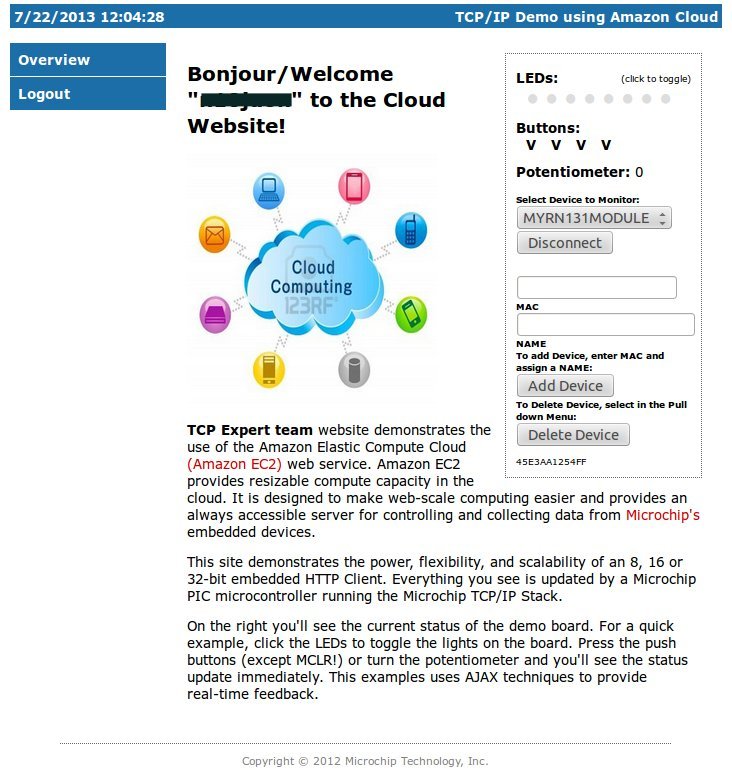 7/22/2013 12:04:28
TCP/IP Demo using Amazon Cloud
Overview
Logout
Bonjour/Welcome
"" to the Cloud
Website!
Cloud
Computing
123RF
LEDs:
(click to toggle)
Buttons:
V V V V
Potentiometer: 0
Select Device to Monitor:
MYRN131MODULE
Disconnect
MAC
NAME
To add Device, enter MAC and
assign a NAME:
Add Device
To Delete Device, select in the Pull
down Menu:
Delete Device
45E3AA1254FF
TCP Expert team website demonstrates the
use of the Amazon Elastic Compute Cloud
(Amazon EC2) web service. Amazon EC2
provides resizable compute capacity in the
cloud. It is designed to make web-scale computing easier and provides an
always accessible server for controlling and collecting data from Microchip's
embedded devices.
This site demonstrates the power, flexibility, and scalability of an 8, 16 or
32-bit embedded HTTP Client. Everything you see is updated by a Microchip
PIC microcontroller running the Microchip TCP/IP Stack.
On the right you'll see the current status of the demo board. For a quick
example, click the LEDs to toggle the lights on the board. Press the push
buttons (except MCLR!) or turn the potentiometer and you'll see the status
update immediately. This examples uses AJAX techniques to provide
real-time feedback.
Copyright © 2012 Microchip Technology, Inc.